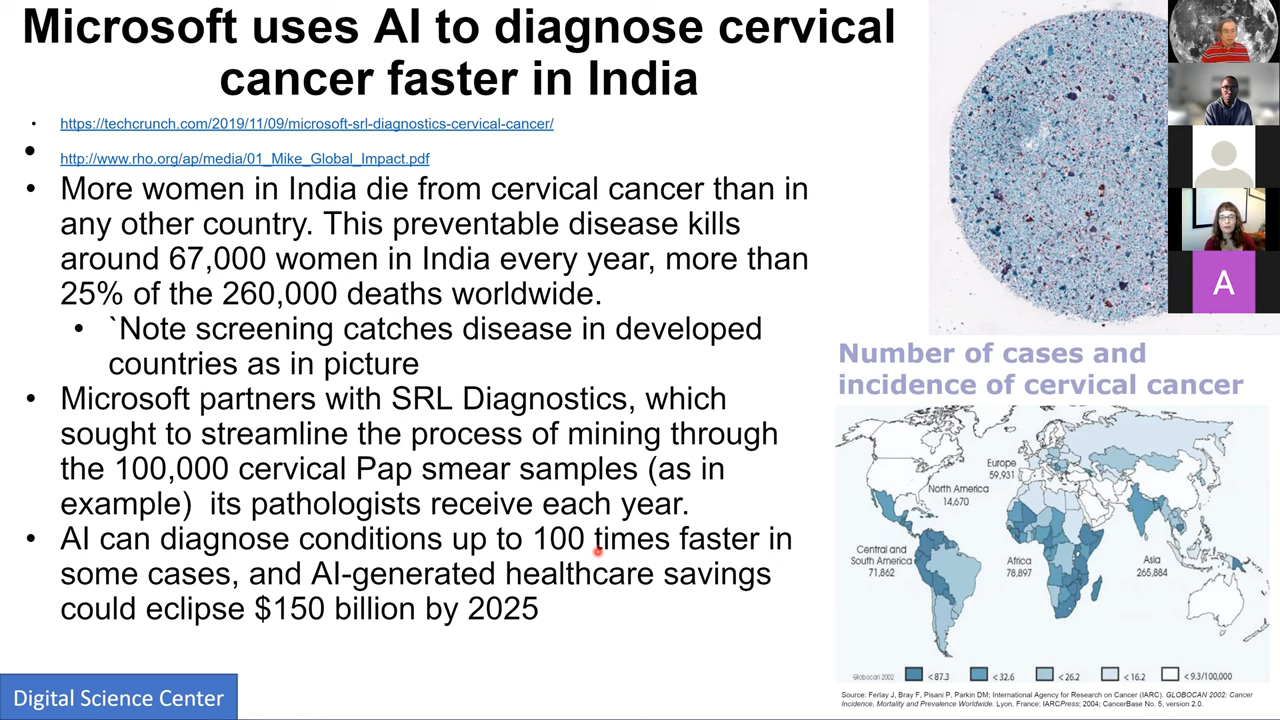 Microsoft uses AI to diagnose cervical
cancer faster in India
• https://techcrunch.com/2019/11/09/microsoft-srl-diagnostics-cervical-cancer/
• http://www.rho.org/ap/media/01_Mike_Global_Impact.pdf
• More women in India die from cervical cancer than in
any other country. This preventable disease kills
around 67,000 women in India every year, more than
25% of the 260,000 deaths worldwide.
• `Note screening catches disease in developed
countries as in picture
• Microsoft partners with SRL Diagnostics, which
sought to streamline the process of mining through
the 100,000 cervical Pap smear samples (as in
example) its pathologists receive each year.
• AI can diagnose conditions up to 100 times faster in
some cases, and AI-generated healthcare savings
could eclipse $150 billion by 2025
Digital Science Center
A
Number of cases and
incidence of cervical cancer
Europe
59,931
North America
14,670
Central and
South America
71,862
Africa
78,897
Asia
265,884
Globocan 2002
< 87.3
< 32.6
< 26.2
< 16.2
< 9.3/100,000
Source: Ferlay J, Bray F, Pisani P, Parkin DM; International Agency for Research on Cancer (IARC). GLOBOCAN 2002: Cancer
Incidence, Mortality and Prevalence Worldwide. Lyon, France: IARCPress; 2004; CancerBase No. 5, version 2.0.